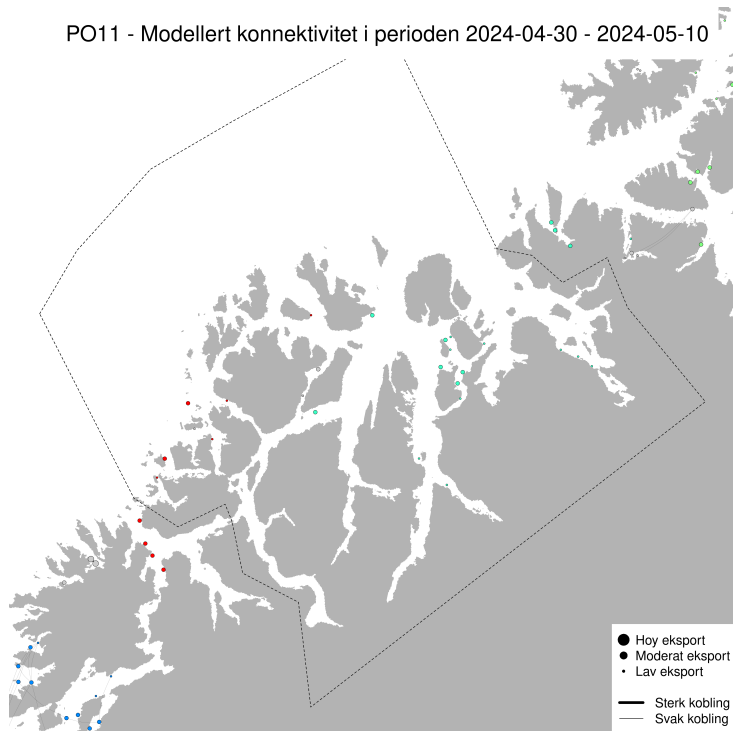 PO11 - Modellert konnektivitet i perioden 2024-04-30 - 2024-05-10
Hoy eksport
Moderat eksport
Lav eksport
Sterk kobling
Svak kobling